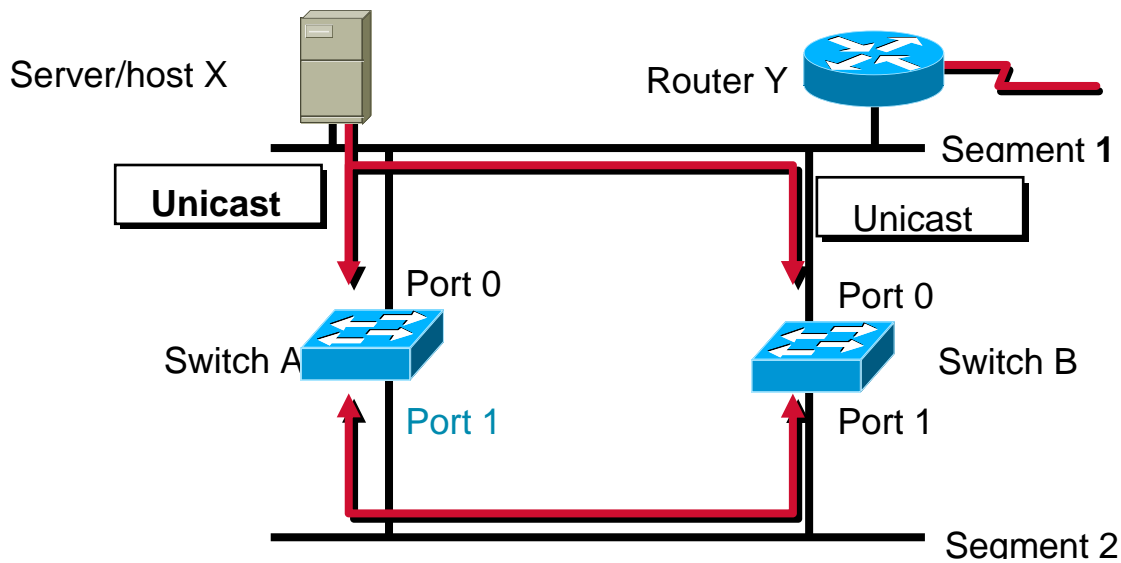 Server/host X
Router Y
Segment 1
Unicast
Unicast
Port 0
Port 0
Switch A
Switch B
Port 1
Port 1
Segment 2